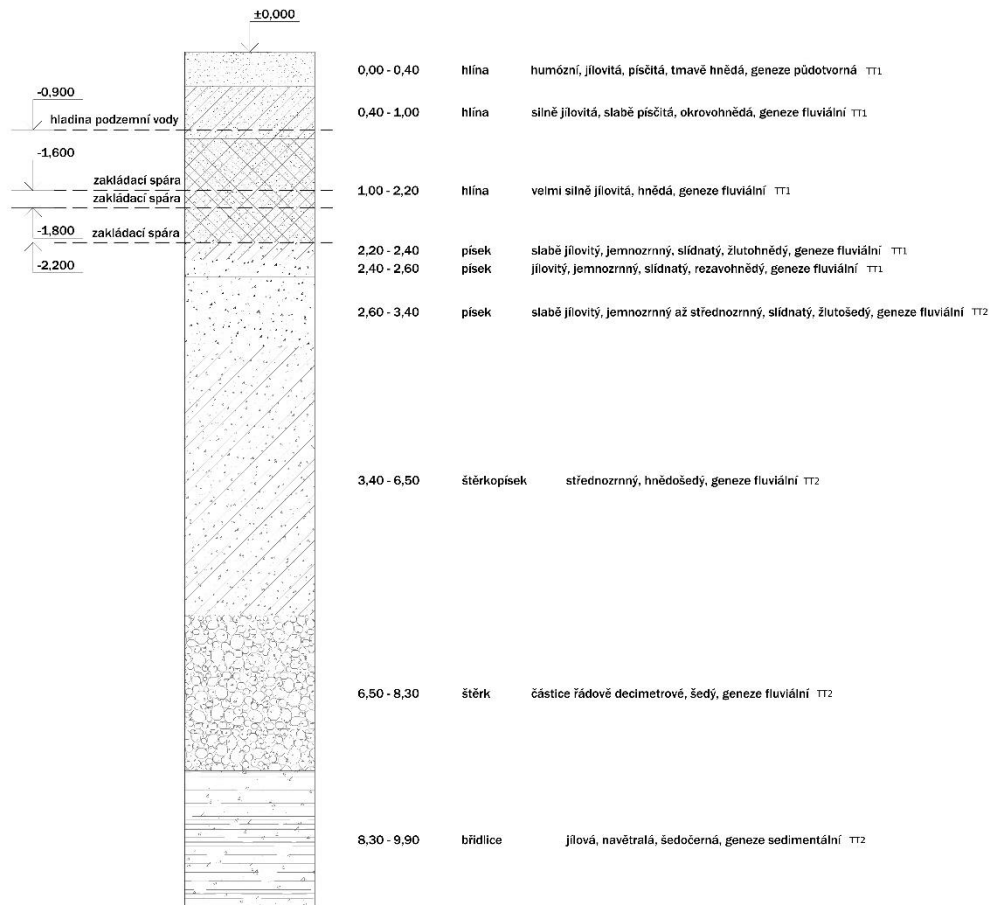 ±0,000
0,00 - 0,40 hlína humózní, jílovitá, písčitá, tmavě hnědá, geneze půdotvorná TT1
-0,900
0,40 - 1,00 hlína silně jílovitá, slabě písčitá, okrovohnědá, geneze fluviální TT1
hladina podzemní vody
-1,600
zakládací spára
1,00 - 2,20 hlína velmi silně jílovitá, hnědá, geneze fluviální TT1
zakládací spára
-1,800
zakládací spára
2,20 - 2,40 písek slabě jílovitý, jemnozrnný, slídnatý, žlutohnědý, geneze fluviální TT1
-2,200
2,40 - 2,60 písek jílovitý, jemnozrnný, slídnatý, rezavohnědý, geneze fluviální TT1
2,60 - 3,40 písek slabě jílovitý, jemnozrnný až střednozrnný, slídnatý, žlutošedý, geneze fluviální TT2
3,40 - 6,50 štěrkopísek střednozrnný, hnědošedý, geneze fluviální TT2
6,50 - 8,30 štěrk částice řádově decimetrové, šedý, geneze fluviální TT2
8,30 - 9,90 břidlice jílová, navětralá, šedočerná, geneze sedimentální TT2